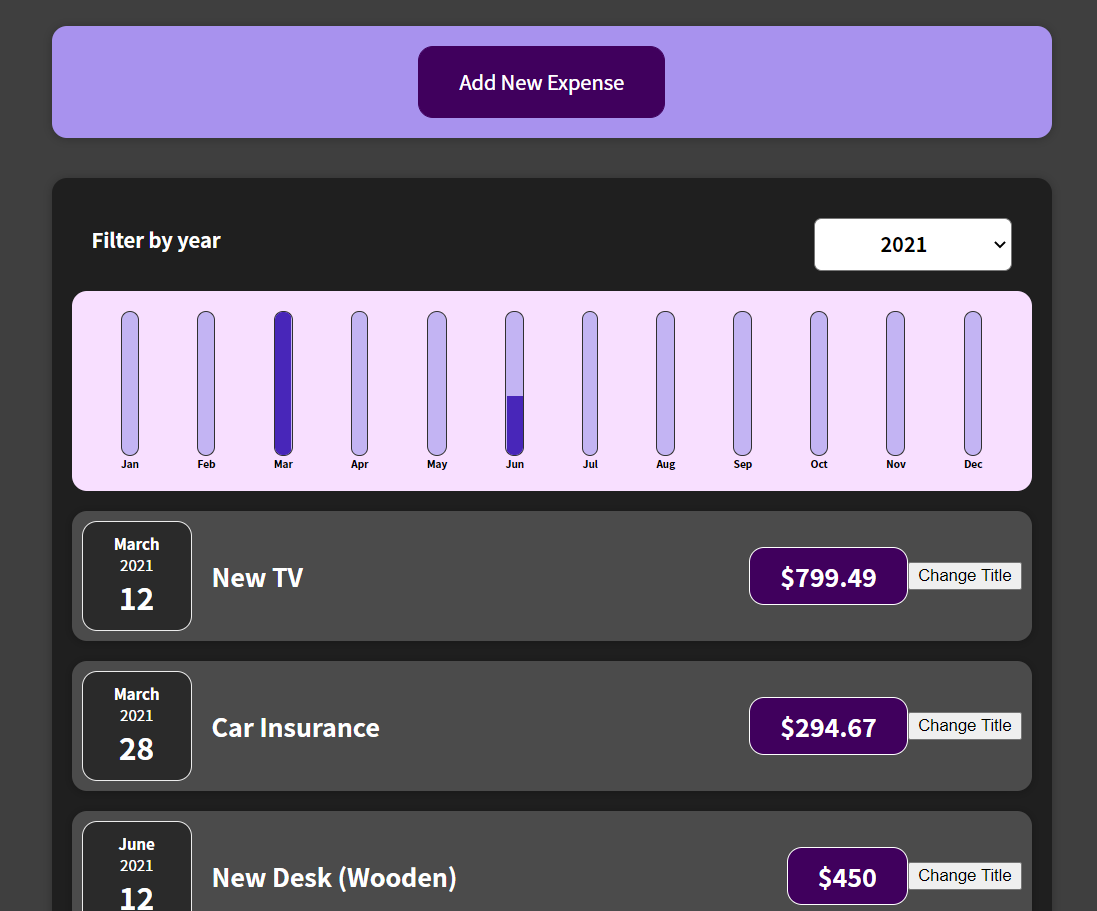 Add New Expense
Filter by year
2021
Jan Feb Mar Apr May Jun Jul Aug Sep Oct Nov Dec
March
2021
12
New TV
$799.49
Change Title
March
2021
28
Car Insurance
$294.67
Change Title
June
2021
12
New Desk (Wooden)
$450
Change Title